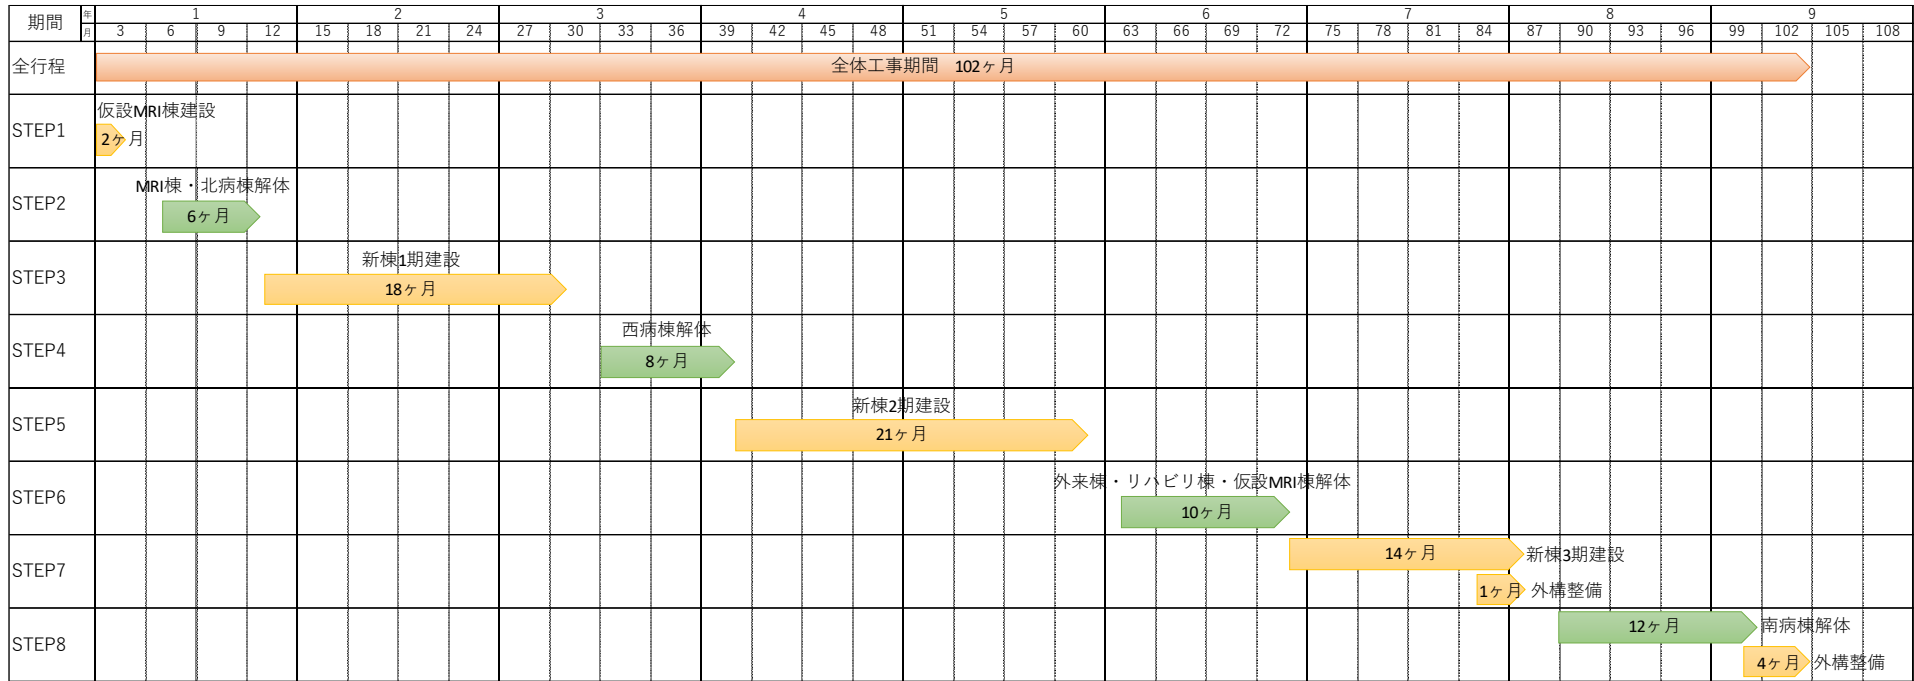 期間 年 1 2 3 4 5 6 7 8 9
月 3 6 9 12 15 18 21 24 27 30 33 36 39 42 45 48 51 54 57 60 63 66 69 72 75 78 81 84 87 90 93 96 99 102 105 108
全行程 全体工事期間 102ヶ月
仮設MRI棟建設
STEP1 2ヶ月
MRI棟・北病棟解体
STEP2 6ヶ月
新棟1期建設
STEP3 18ヶ月
西病棟解体
STEP4 8ヶ月
新棟2期建設
STEP5 21ヶ月
外来棟・リハビリ棟・仮設MRI棟解体
STEP6 10ヶ月
STEP7 14ヶ月 新棟3期建設
1ヶ月 外構整備
STEP8 12ヶ月 南病棟解体
4ヶ月 外構整備